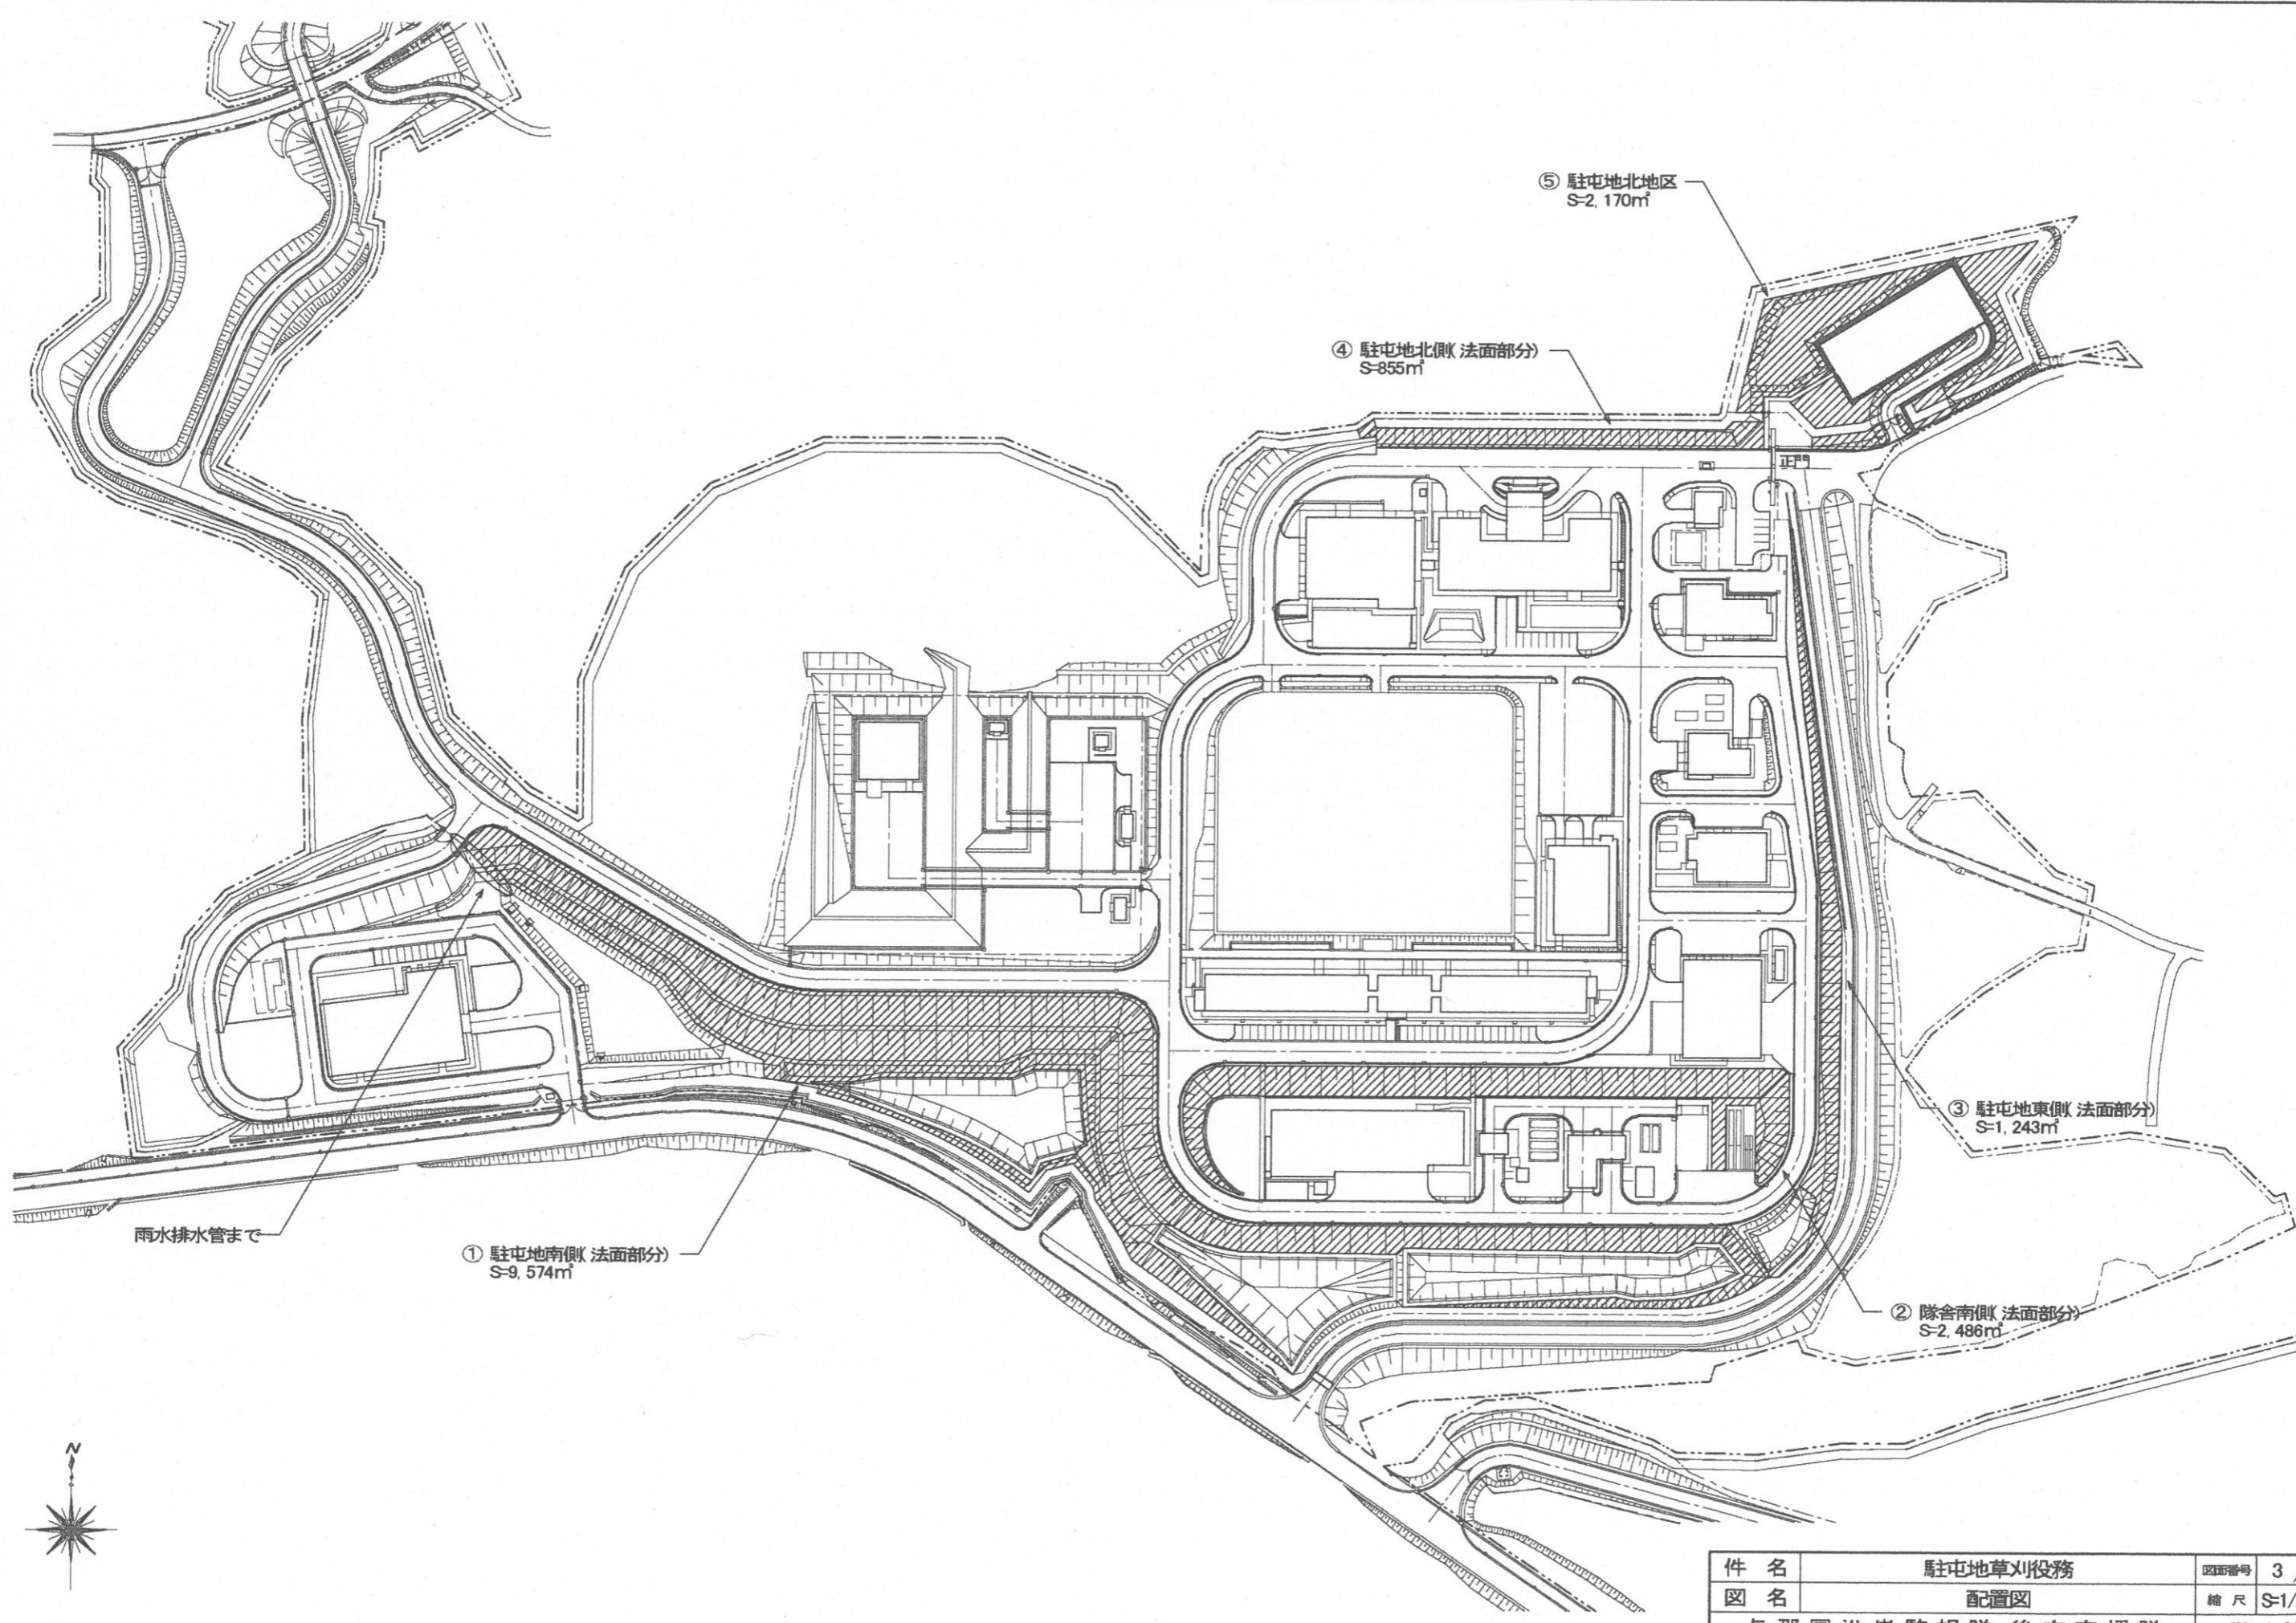 ⑤ 駐屯地北地区
S=2,170㎡
④ 駐屯地北側(法面部分)
S=855㎡
正門
③ 駐屯地東側(法面部分)
S=1,243㎡
雨水排水管まで
① 駐屯地南側(法面部分)
S=9,574㎡
② 隊舎南側(法面部分)
S=2,486㎡
N
件 名 駐屯地草刈役務 図面番号 3
図 名 配置図 縮 尺 S=1/